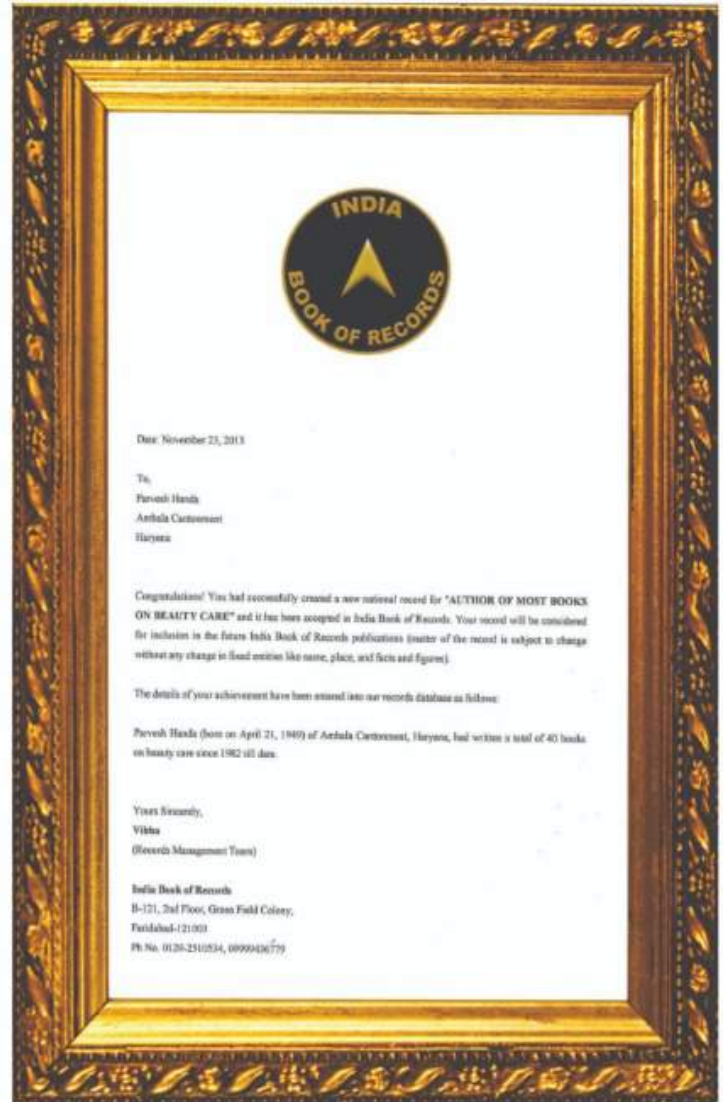 INDIA
BOOK OF RECORDS
Date: November 23, 2013
To,
Parvesh Handa
Ambala Cantonment
Haryana
Congratulations! You had successfully created a new national record for "AUTHOR OF MOST BOOKS
ON BEAUTY CARE" and it has been accepted in India Book of Records. Your record will be considered
for inclusion in the future India Book of Records publications (matter of the record is subject to change
without any change in fixed entities like name, place, and facts and figures).
The details of your achievement have been entered into our records database as follows:
Parvesh Handa (born on April 21, 1949) of Ambala Cantonment, Haryana, had written a total of 40 books
on beauty care since 1982 till date.
Yours Sincerely,
Vibha
(Records Management Team)
India Book of Records
B-121, 2nd Floor, Green Field Colony,
Faridabad-121003
Ph No. 0129-2510534, 09999436779